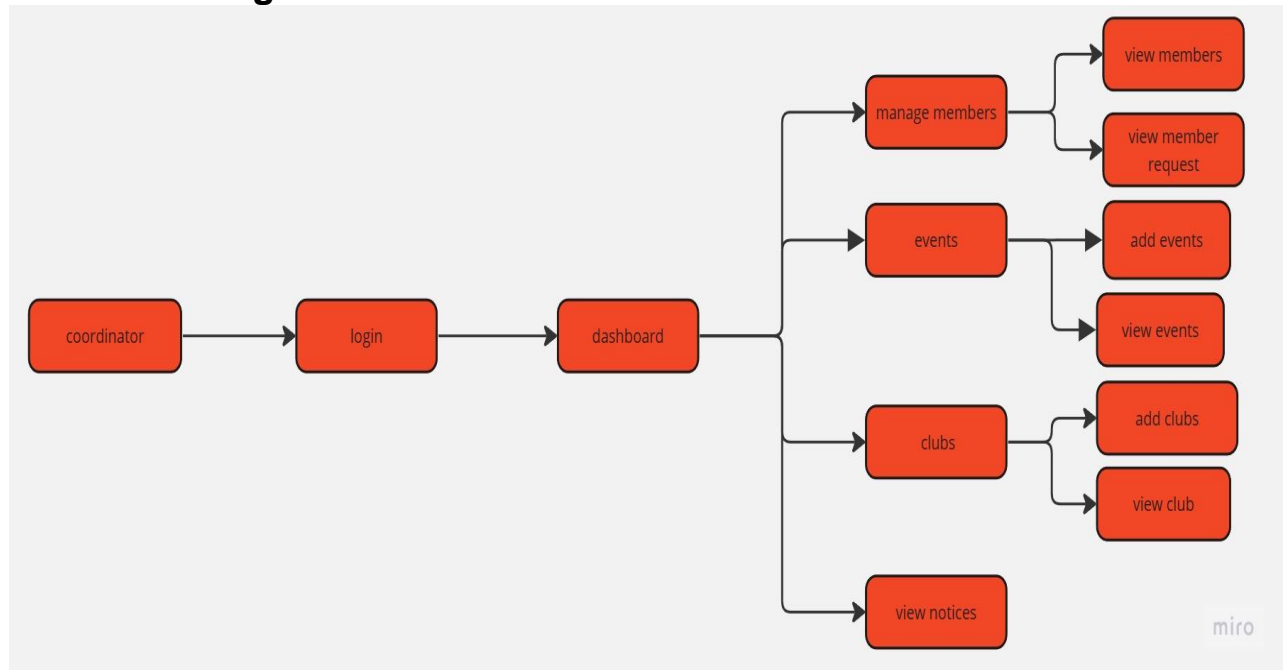 view members
manage members
view member
request
events
add events
coordinator
login
dashboard
view events
add clubs
clubs
view club
view notices
miro